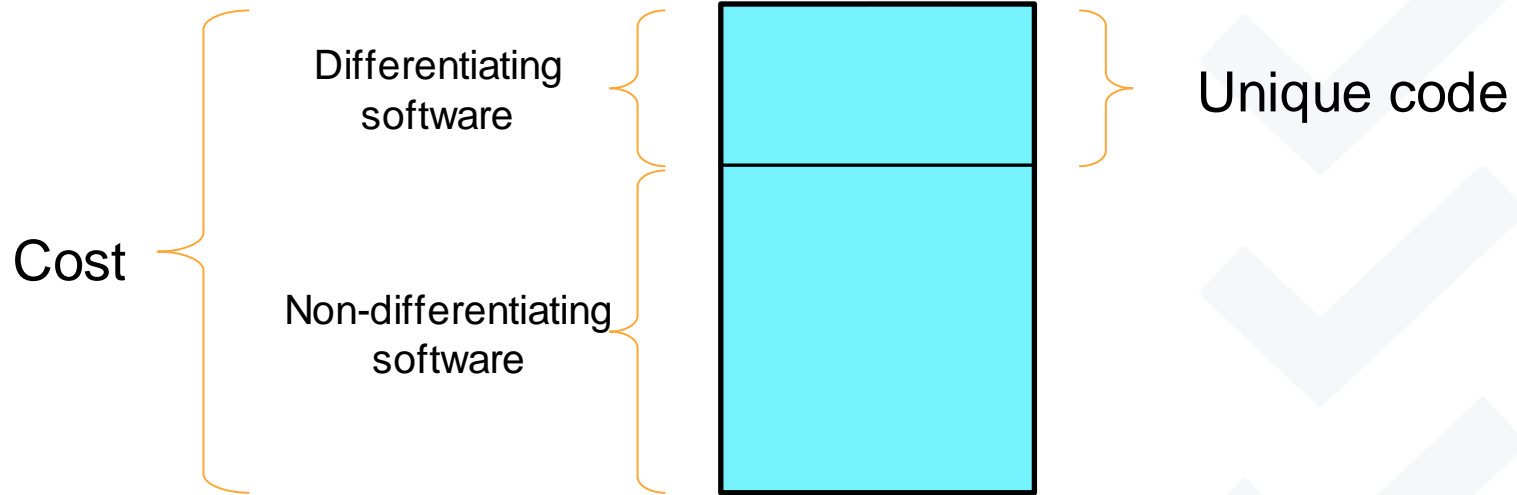 Differentiating
software
Unique code
Cost
Non-differentiating
software